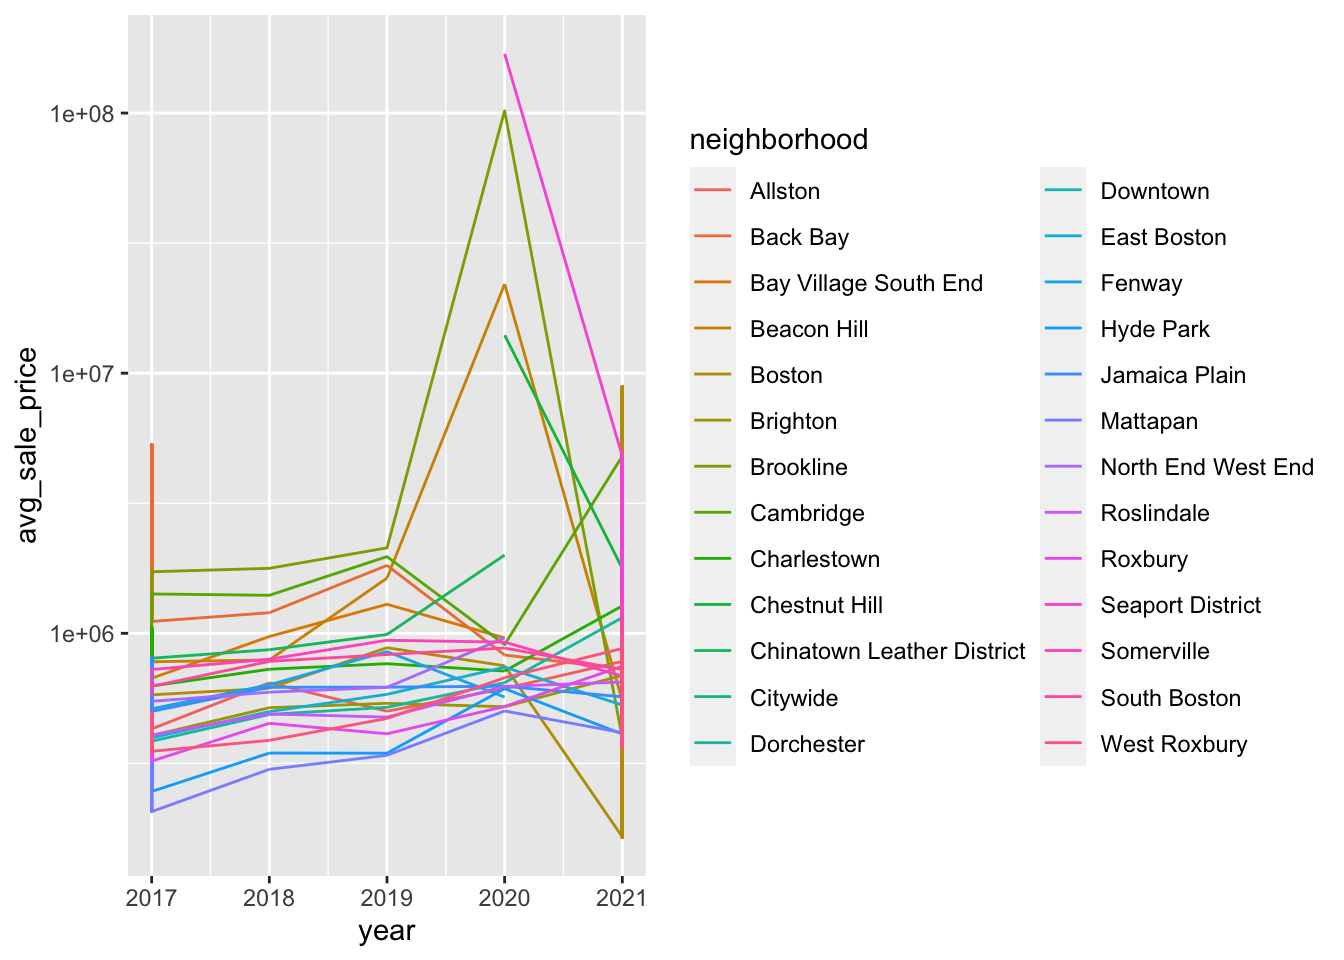 1e+08
1e+07
1e+06
avg_sale_price
2017 2018 2019 2020 2021
year
neighborhood
Allston
Back Bay
Bay Village South End
Beacon Hill
Boston
Brighton
Brookline
Cambridge
Charlestown
Chestnut Hill
Chinatown Leather District
Citywide
Dorchester
Downtown
East Boston
Fenway
Hyde Park
Jamaica Plain
Mattapan
North End West End
Roslindale
Roxbury
Seaport District
Somerville
South Boston
West Roxbury